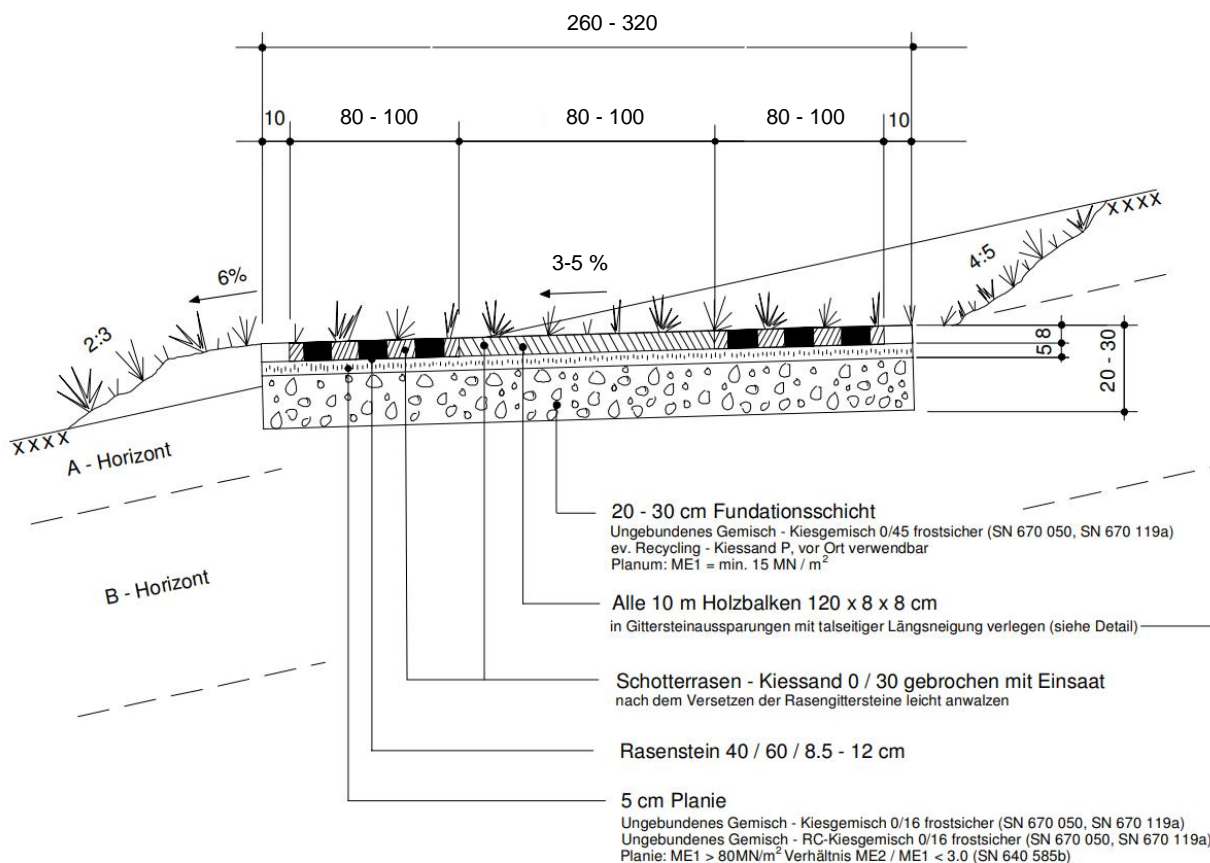 260 - 320
10
80 - 100
80 - 100
80 - 100
10
XXXX
4:5
3-5 %
6%
2:3
5 8
20 - 30
XXXX
A - Horizont
B - Horizont
20 - 30 cm Fundationsschicht
Ungebundenes Gemisch - Kiesgemisch 0/45 frostsicher (SN 670 050, SN 670 119a)
ev. Recycling - Kiessand P, vor Ort verwendbar
Planum: ME1 = min. 15 MN / m²
Alle 10 m Holzbalken 120 x 8 x 8 cm
in Gittersteinaussparungen mit talseitiger Längsneigung verlegen (siehe Detail)
Schotterrasen - Kiessand 0 / 30 gebrochen mit Einsaat
nach dem Versetzen der Rasengittersteine leicht anwalzen
Rasenstein 40 / 60 / 8.5 - 12 cm
5 cm Planie
Ungebundenes Gemisch - Kiesgemisch 0/16 frostsicher (SN 670 050, SN 670 119a)
Ungebundenes Gemisch - RC-Kiesgemisch 0/16 frostsicher (SN 670 050, SN 670 119a)
Planie: ME1 > 80MN/m² Verhältnis ME2 / ME1 < 3.0 (SN 640 585b)